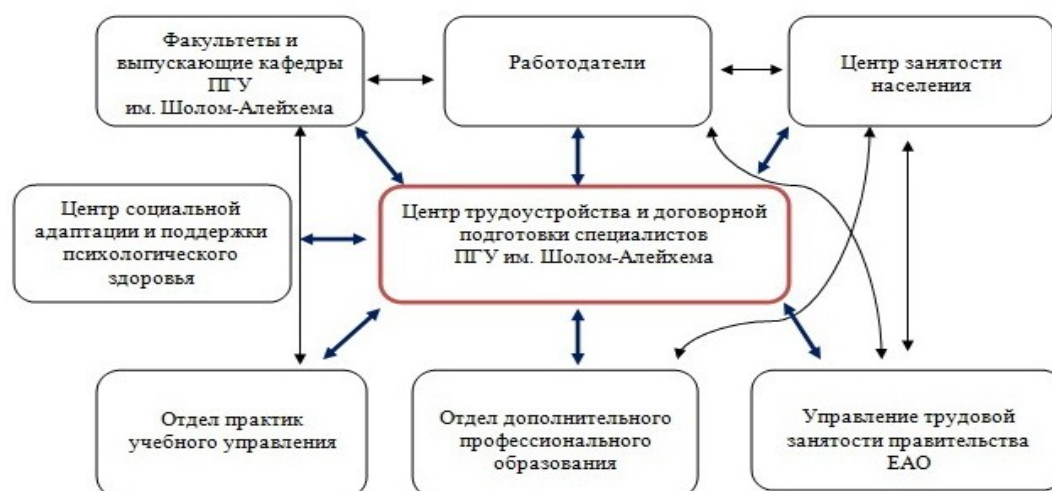 Факультеты и
выпускающие кафедры
ПГУ
им. Шолом-Алейхема
Работодатели
Центр занятости
населения
Центр социальной
адаптации и поддержки
психологического
здоровья
Центр трудоустройства и договорной
подготовки специалистов
ПГУ им. Шолом-Алейхема
Отдел практик
учебного управления
Отдел дополнительного
профессионального
образования
Управление трудовой
занятости правительства
ЕАО